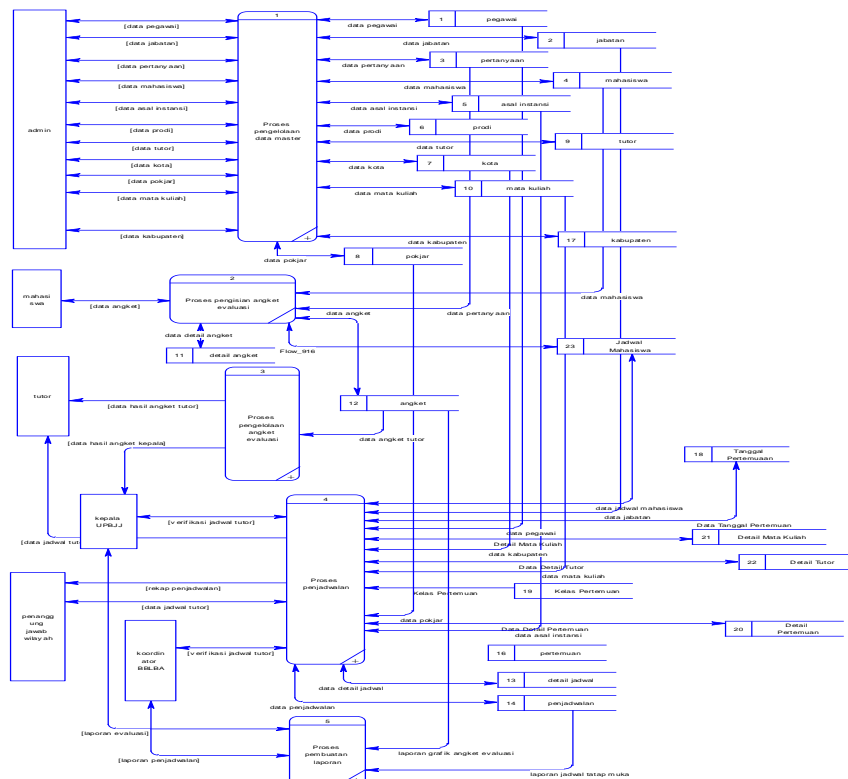 1
[data pegawai]
data pegawai
1 pegawai
[data jabatan]
data jabatan
2 jabatan
[data pertanyaan]
data pertanyaan
3 pertanyaan
[data mahasiswa]
data mahasiswa
4 mahasiswa
[data asal instansi]
data asal instansi
5 asal instansi
admin
[data prodi]
Proses
pengelolaan
data master
data prodi
6 prodi
[data tutor]
data tutor
9 tutor
[data kota]
data kota
7 kota
[data pokjar]
[data mata kuliah]
data mata kuliah
10 mata kuliah
[data kabupaten]
data kabupaten
17 kabupaten
data pokjar
8 pokjar
2
mahasi
swa
[data angket]
Proses pengisian angket
evaluasi
data mahasiswa
data angket
data pertanyaan
data detail angket
11 detail angket
Flow_916
23 Jadwal
Mahasiswa
3
tutor
[data hasil angket tutor]
Proses
pengelolaan
angket
evaluasi
12 angket
data angket tutor
[data hasil angket kepala]
18 Tanggal
Pertemuaan
4
kepala
UPBJJ
[verifikasi jadwal tutor]
data jadwal mahasiswa
data jabatan
Data Tanggal Pertemuan
data pegawai
21 Detail Mata Kuliah
[data jadwal tut
Detail Mata Kuliah
data kabupaten
22 Detail Tutor
Data Detail Tutor
data mata kuliah
[rekap penjadwalan]
Proses
penjadwalan
Kelas Pertemuan
19 Kelas Pertemuan
penangg
ung
jawab
wilayah
[data jadwal tutor]
data pokjar
Data Detail Pertemuan
data asal instansi
20 Detail
Pertemuan
koordin
ator
BBLBA
[verifikasi jadwal tutor]
16 pertemuan
data detail jadwal
13 detail jadwal
data penjadwalan
14 penjadwalan
5
[laporan evaluasi]
Proses
pembuatan
laporan
[laporan penjadwalan]
laporan grafik angket evaluasi
laporan jadwal tatap muka